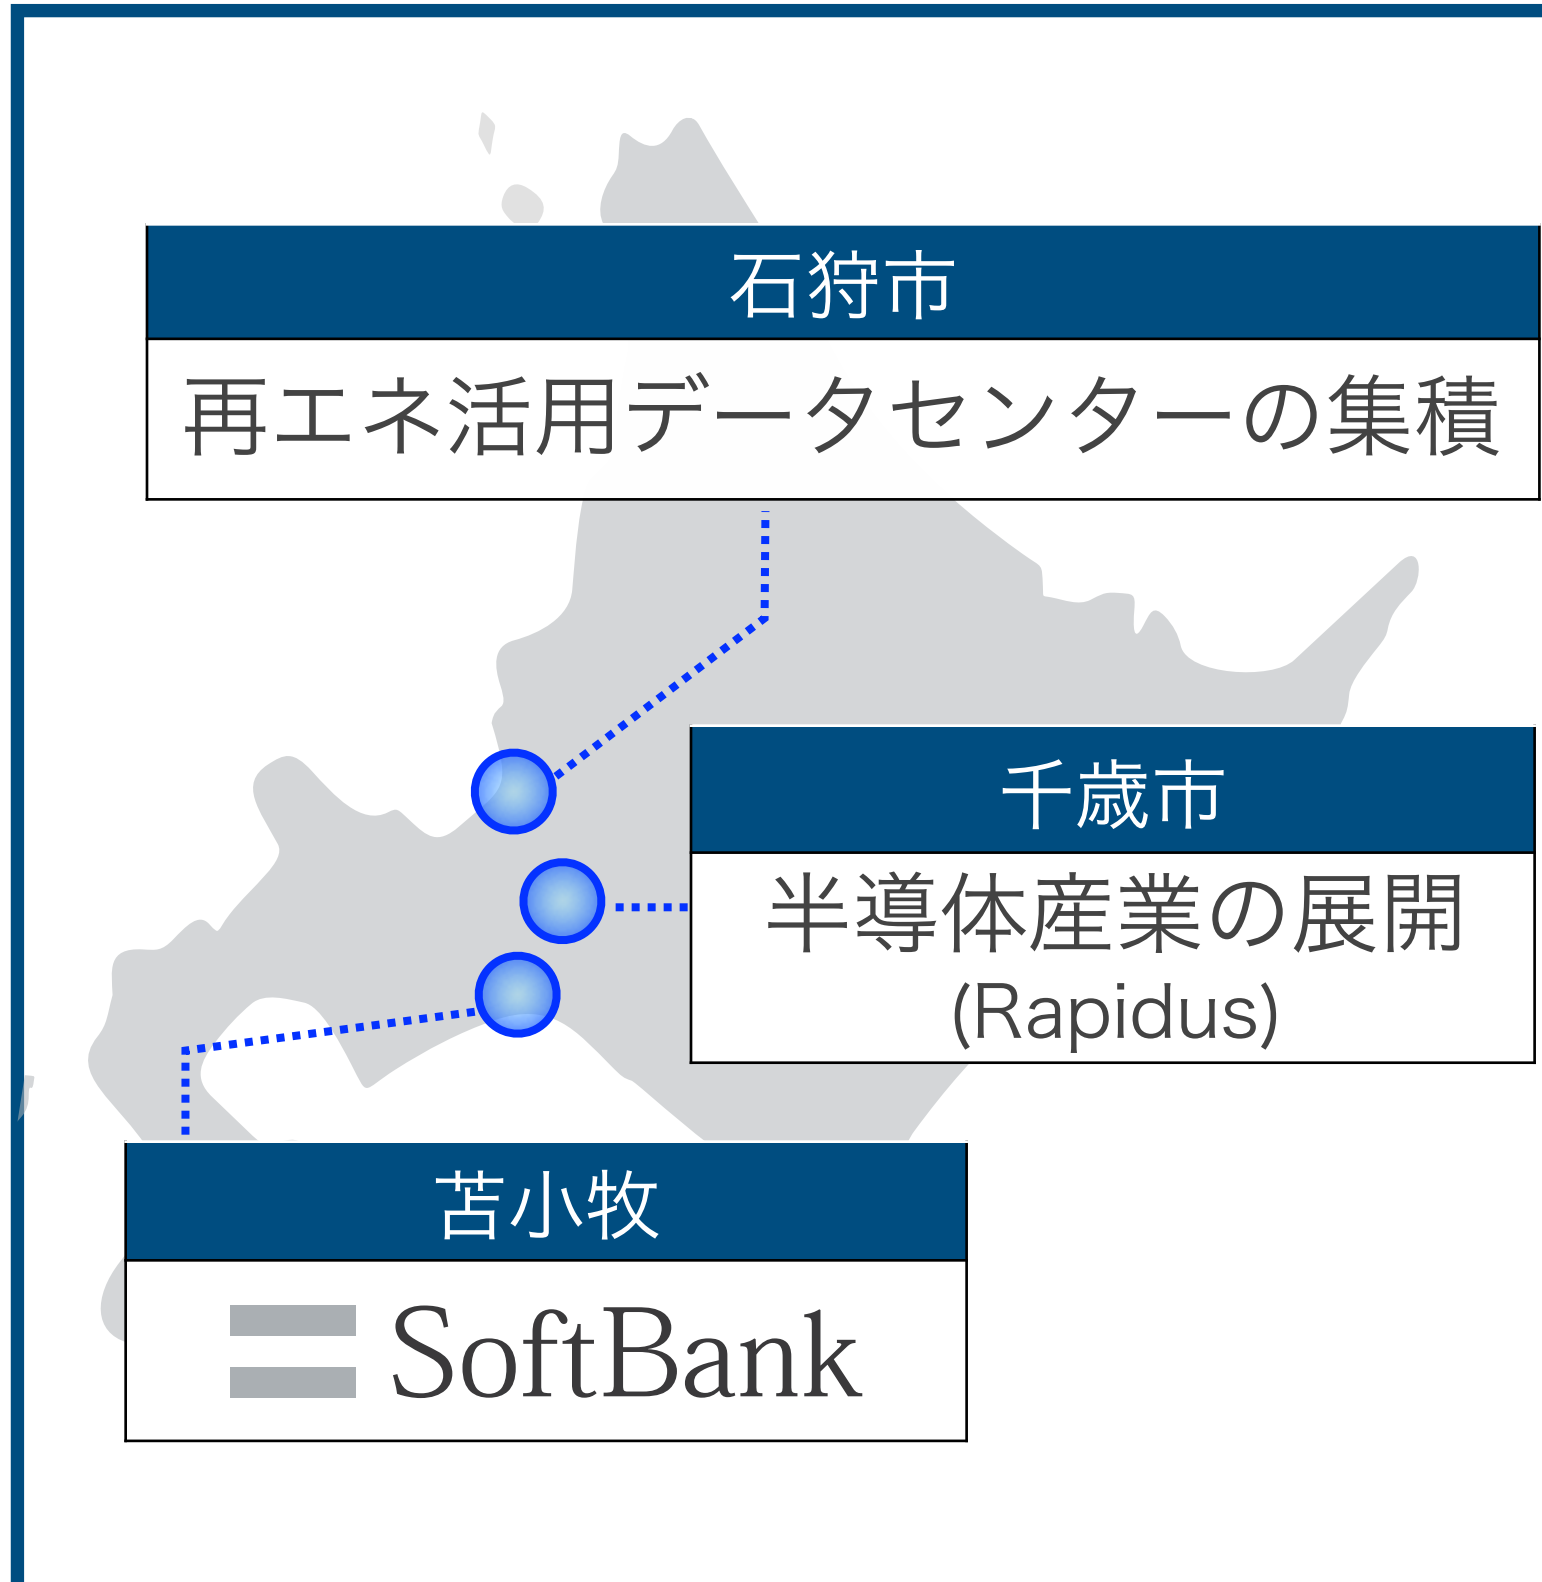 石狩市
再エネ活用データセンターの集積
千歳市
半導体産業の展開
(Rapidus)
苫小牧
SoftBank